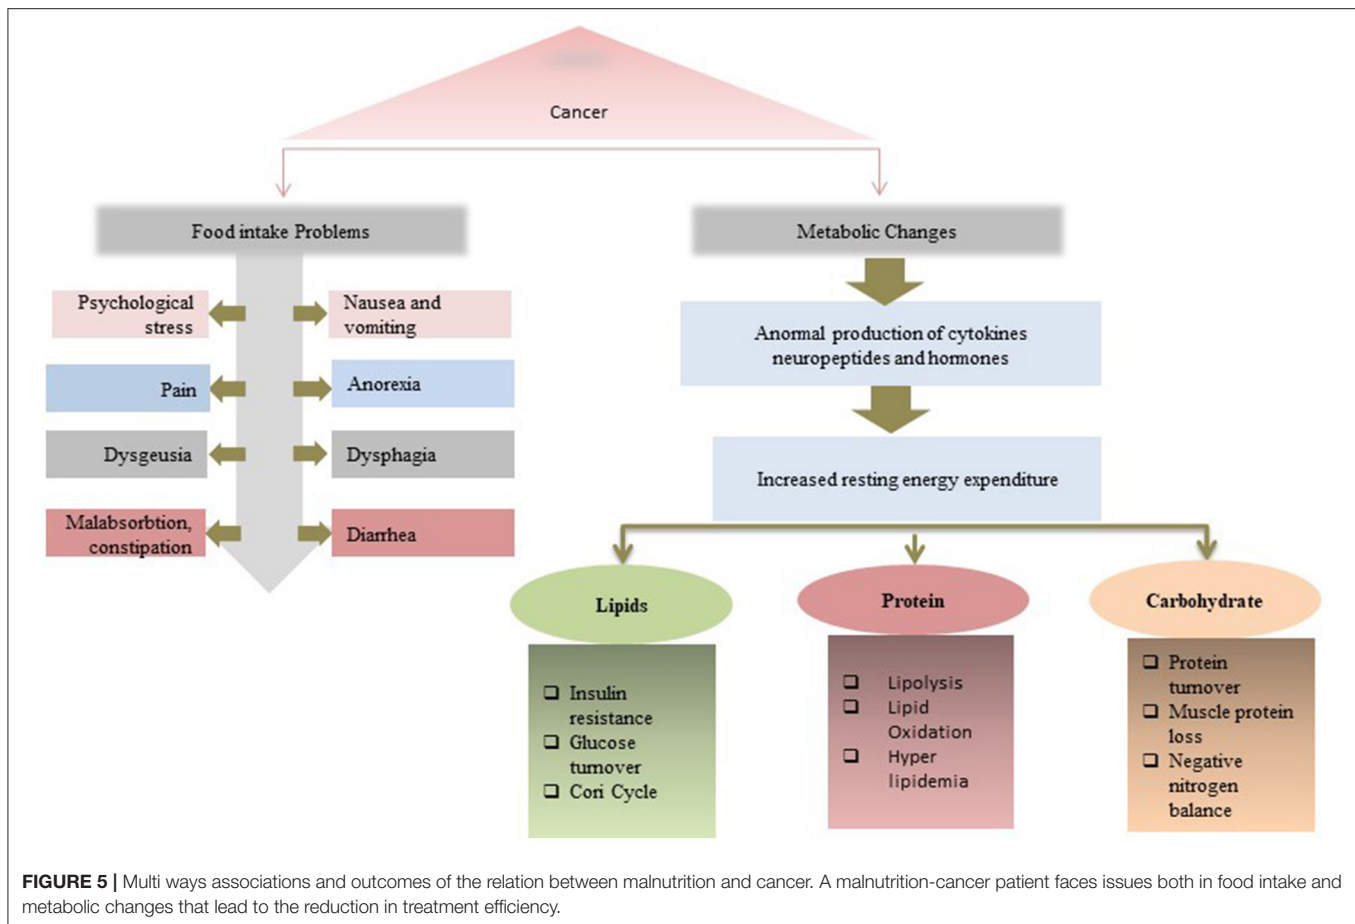 Cancer
Food intake Problems
Psychological
stress
Nausea and
vomiting
Pain
Anorexia
Dysgeusia
Dysphagia
Malabsorbtion,
constipation
Diarrhea
Metabolic Changes
Anormal production of cytokines
neuropeptides and hormones
Increased resting energy expenditure
Lipids
❑ Insulin
resistance
❑ Glucose
turnover
❑ Cori Cycle
Protein
❑ Lipolysis
❑ Lipid
Oxidation
❑ Hyper
lipidemia
Carbohydrate
❑ Protein
turnover
❑ Muscle protein
loss
❑ Negative
nitrogen
balance
FIGURE 5 | Multi ways associations and outcomes of the relation between malnutrition and cancer. A malnutrition-cancer patient faces issues both in food intake and
metabolic changes that lead to the reduction in treatment efficiency.